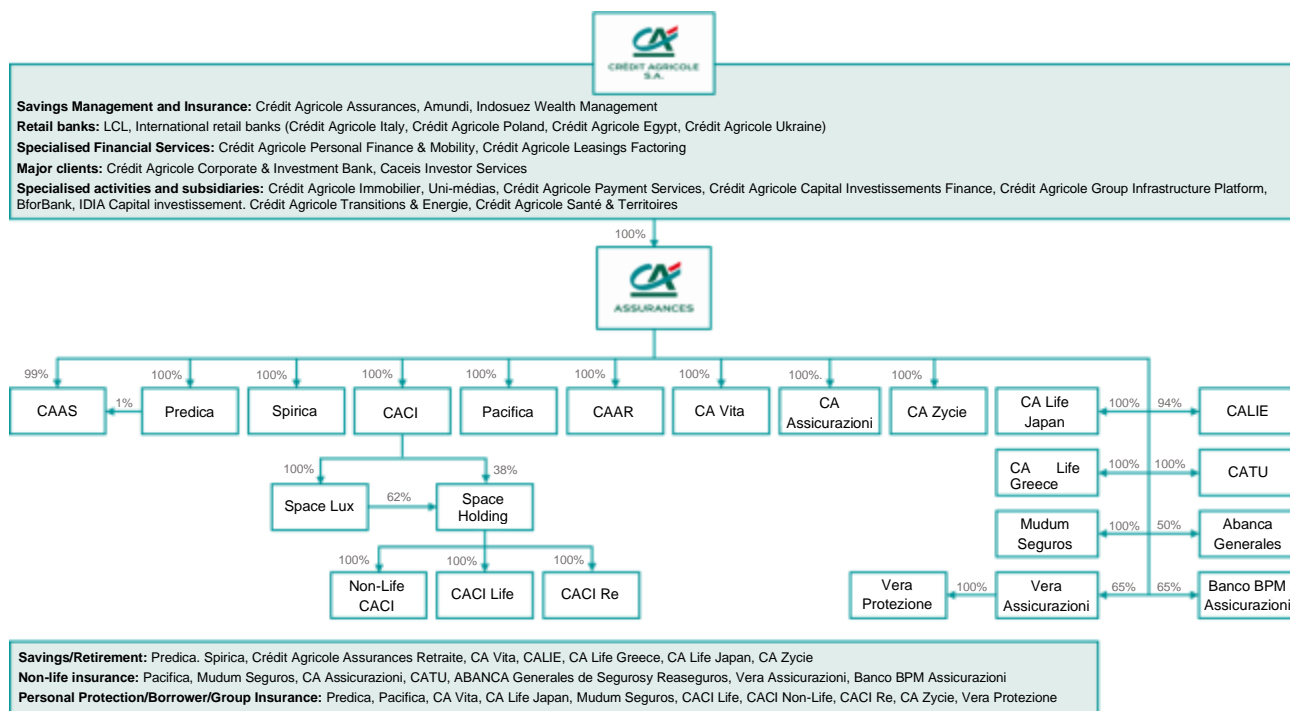 CRÉDIT AGRICOLE
S.A.
Savings Management and Insurance: Crédit Agricole Assurances, Amundi, Indosuez Wealth Management
Retail banks: LCL, International retail banks (Crédit Agricole Italy, Crédit Agricole Poland, Crédit Agricole Egypt, Crédit Agricole Ukraine)
Specialised Financial Services: Crédit Agricole Personal Finance & Mobility, Crédit Agricole Leasings Factoring
Major clients: Crédit Agricole Corporate & Investment Bank, Caceis Investor Services
Specialised activities and subsidiaries: Crédit Agricole Immobilier, Uni-médias, Crédit Agricole Payment Services, Crédit Agricole Capital Investissements Finance, Crédit Agricole Group Infrastructure Platform,
BforBank, IDIA Capital investissement. Crédit Agricole Transitions & Energie, Crédit Agricole Santé & Territoires
100%
CA
ASSURANCES
99% 100% 100% 100% 100% 100% 100% 100%. 100%
CAAS 1% Predica Spirica CACI Pacifica CAAR CA Vita CA
Assicurazioni CA Zycie
CA Life
Japan 100% 94% CALIE
CA Life
Greece 100% 100% CATU
100% 38%
Space Lux 62% Space
Holding
Mudum
Seguros 100% 50% Abanca
Generales
100% 100% 100%
Non-Life
CACI CACI Life CACI Re
Vera
Protezione 100% Vera
Assicurazioni 65% 65% Banco BPM
Assicurazioni
Savings/Retirement: Predica. Spirica, Crédit Agricole Assurances Retraite, CA Vita, CALIE, CA Life Greece, CA Life Japan, CA Zycie
Non-life insurance: Pacifica, Mudum Seguros, CA Assicurazioni, CATU, ABANCA Generales de Segurosy Reaseguros, Vera Assicurazioni, Banco BPM Assicurazioni
Personal Protection/Borrower/Group Insurance: Predica, Pacifica, CA Vita, CA Life Japan, Mudum Seguros, CACI Life, CACI Non-Life, CACI Re, CA Zycie, Vera Protezione